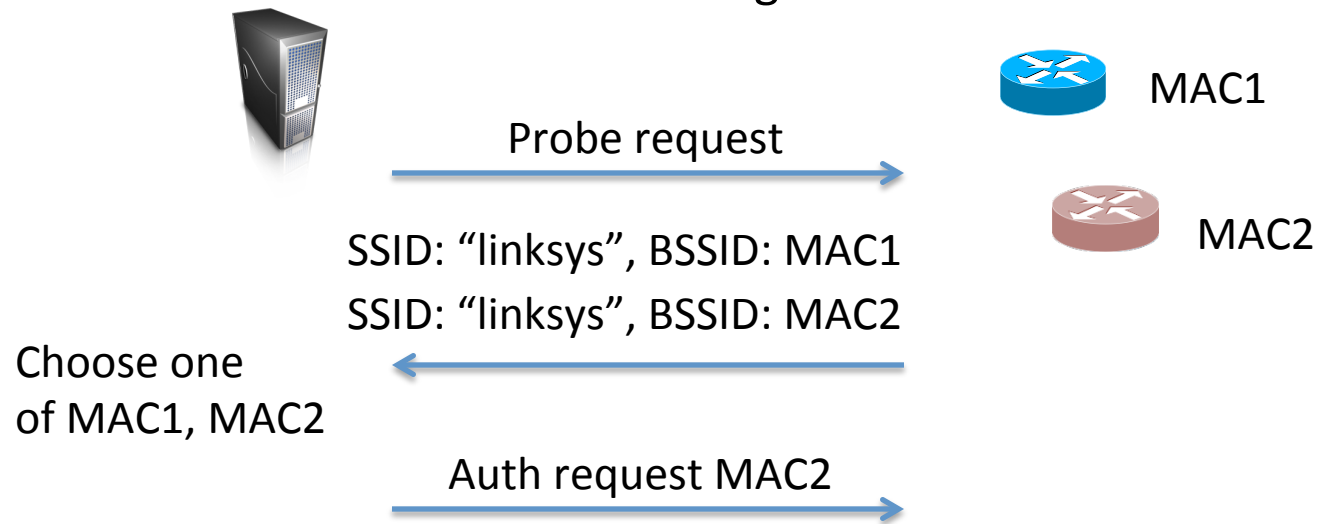 MAC1
Probe request
MAC2
SSID: “linksys”, BSSID: MAC1
SSID: “linksys”, BSSID: MAC2
Choose one
of MAC1, MAC2
Auth request MAC2